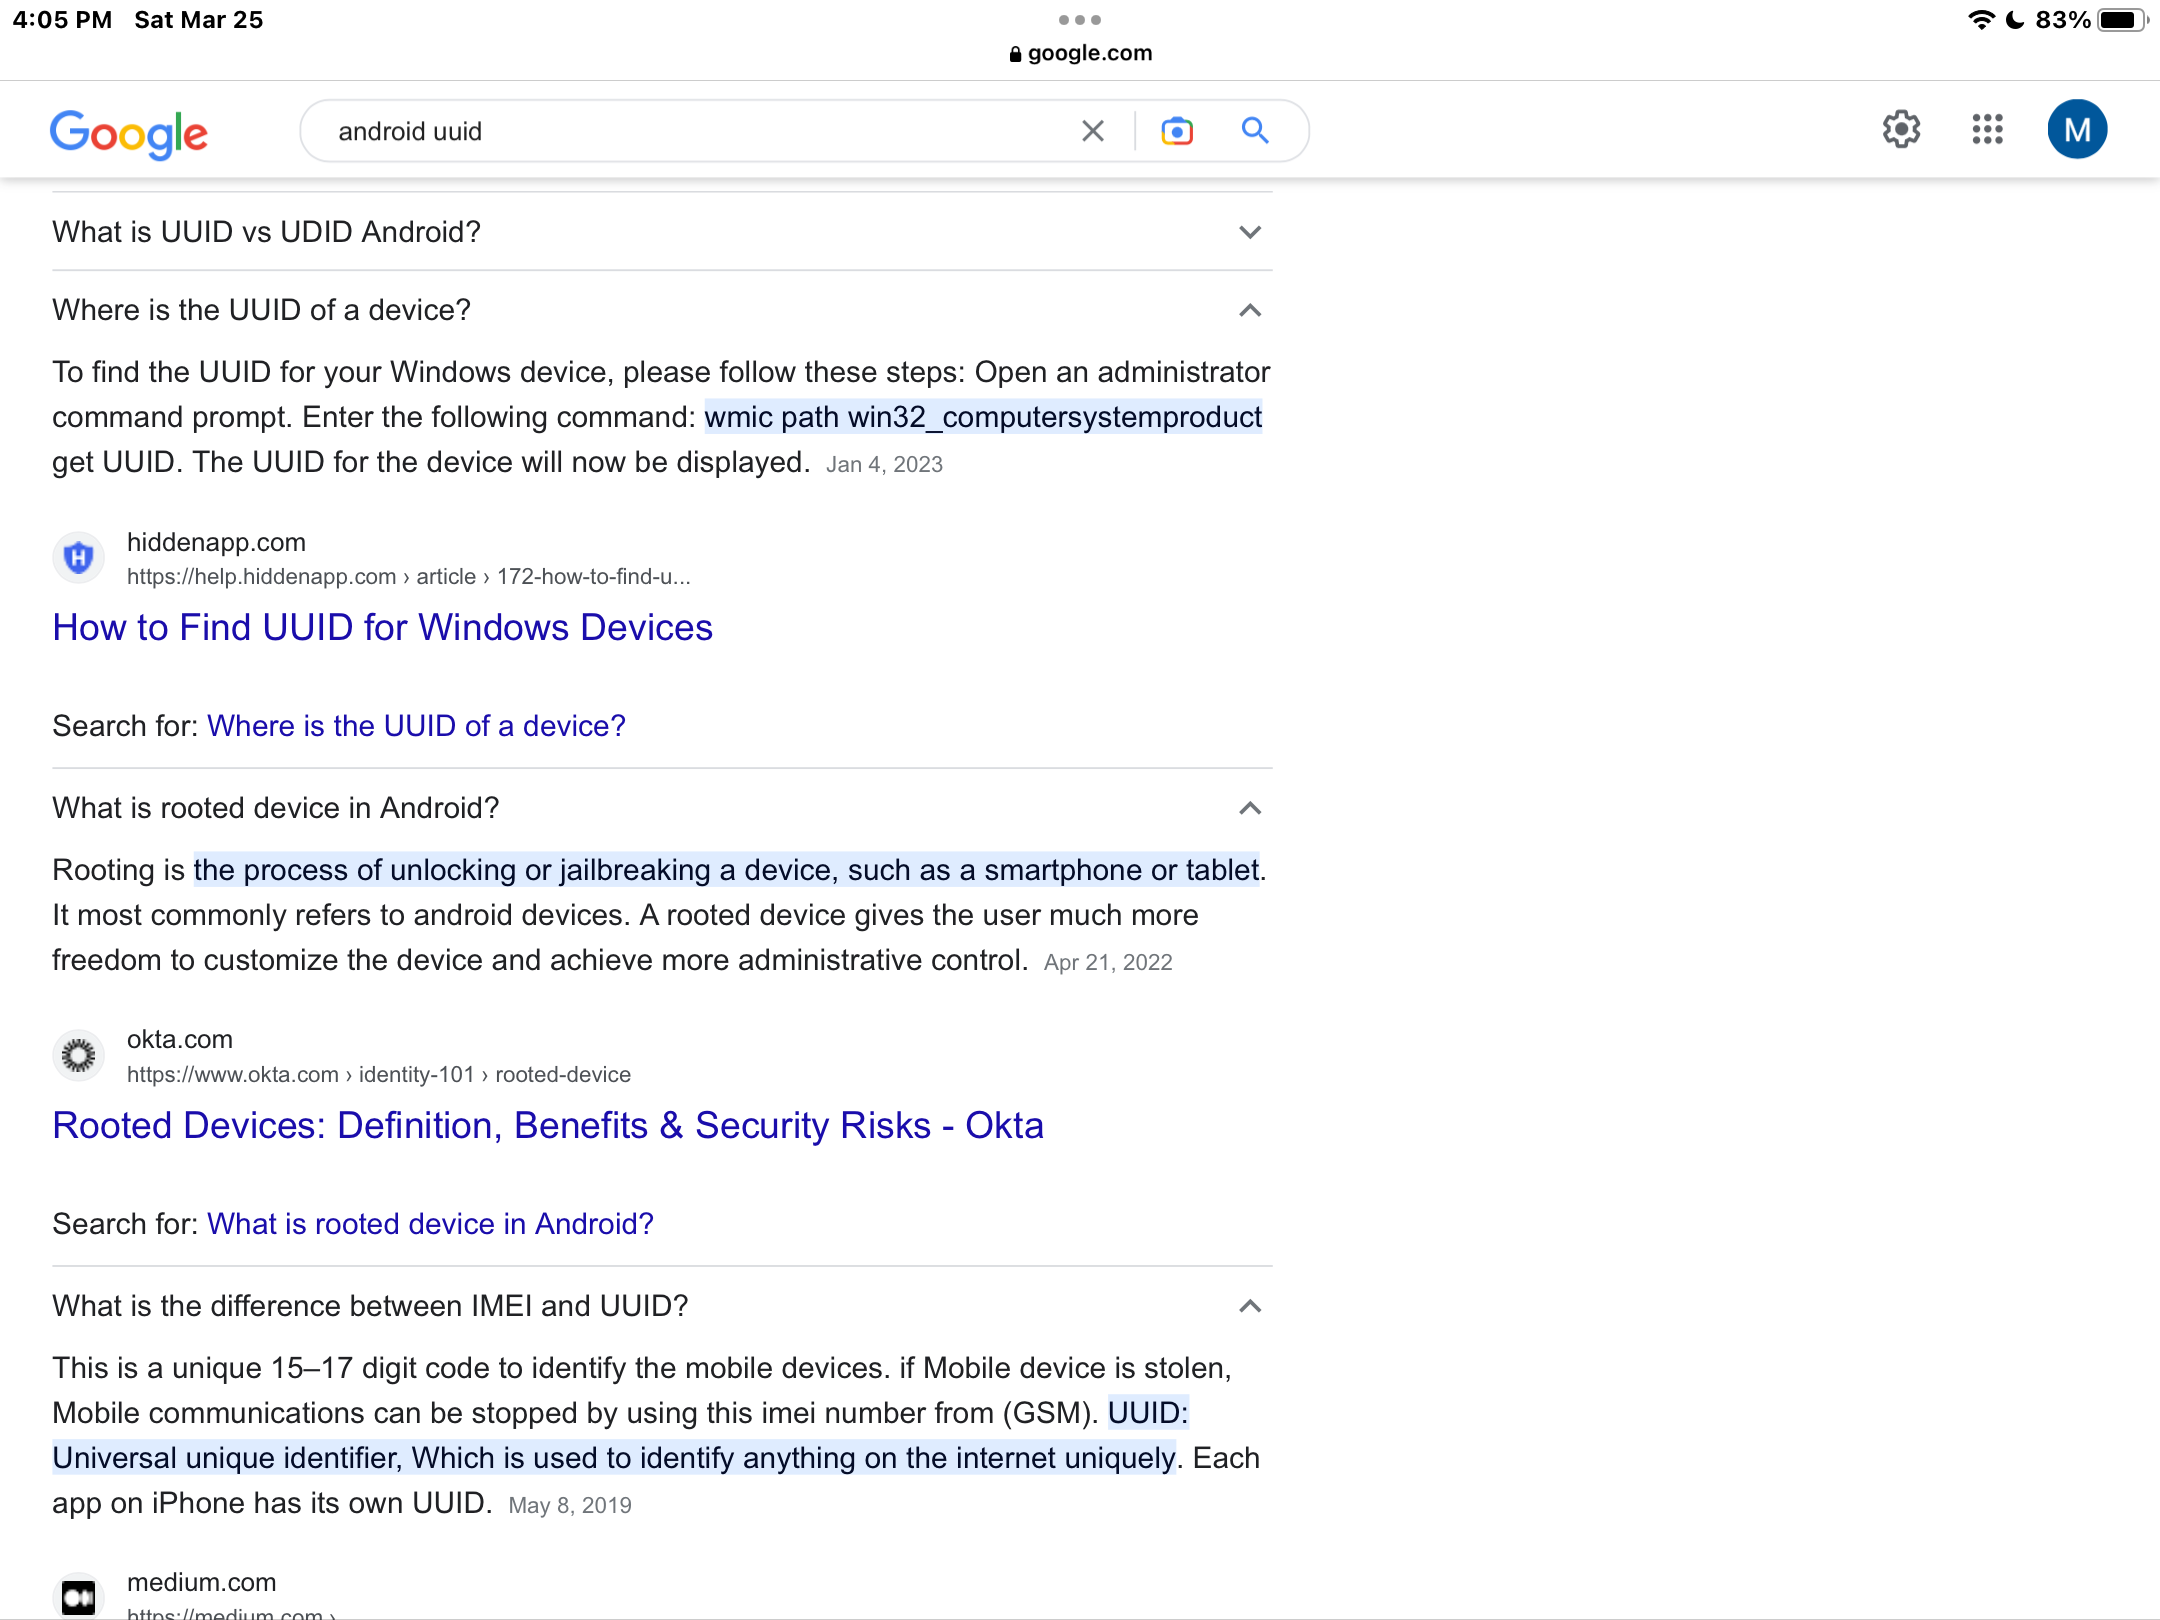 4:05 PM Sat Mar 25
83%
google.com
Google
android uuid
M
What is UUID vs UDID Android?
Where is the UUID of a device?
To find the UUID for your Windows device, please follow these steps: Open an administrator
command prompt. Enter the following command: wmic path win32_computersystemproduct
get UUID. The UUID for the device will now be displayed. Jan 4, 2023
H
hiddenapp.com
https://help.hiddenapp.com › article › 172-how-to-find-u...
How to Find UUID for Windows Devices
Search for: Where is the UUID of a device?
What is rooted device in Android?
Rooting is the process of unlocking or jailbreaking a device, such as a smartphone or tablet.
It most commonly refers to android devices. A rooted device gives the user much more
freedom to customize the device and achieve more administrative control. Apr 21, 2022
okta.com
https://www.okta.com › identity-101 › rooted-device
Rooted Devices: Definition, Benefits & Security Risks - Okta
Search for: What is rooted device in Android?
What is the difference between IMEI and UUID?
This is a unique 15–17 digit code to identify the mobile devices. if Mobile device is stolen,
Mobile communications can be stopped by using this imei number from (GSM). UUID:
Universal unique identifier, Which is used to identify anything on the internet uniquely. Each
app on iPhone has its own UUID. May 8, 2019
medium.com
https://medium.com ›